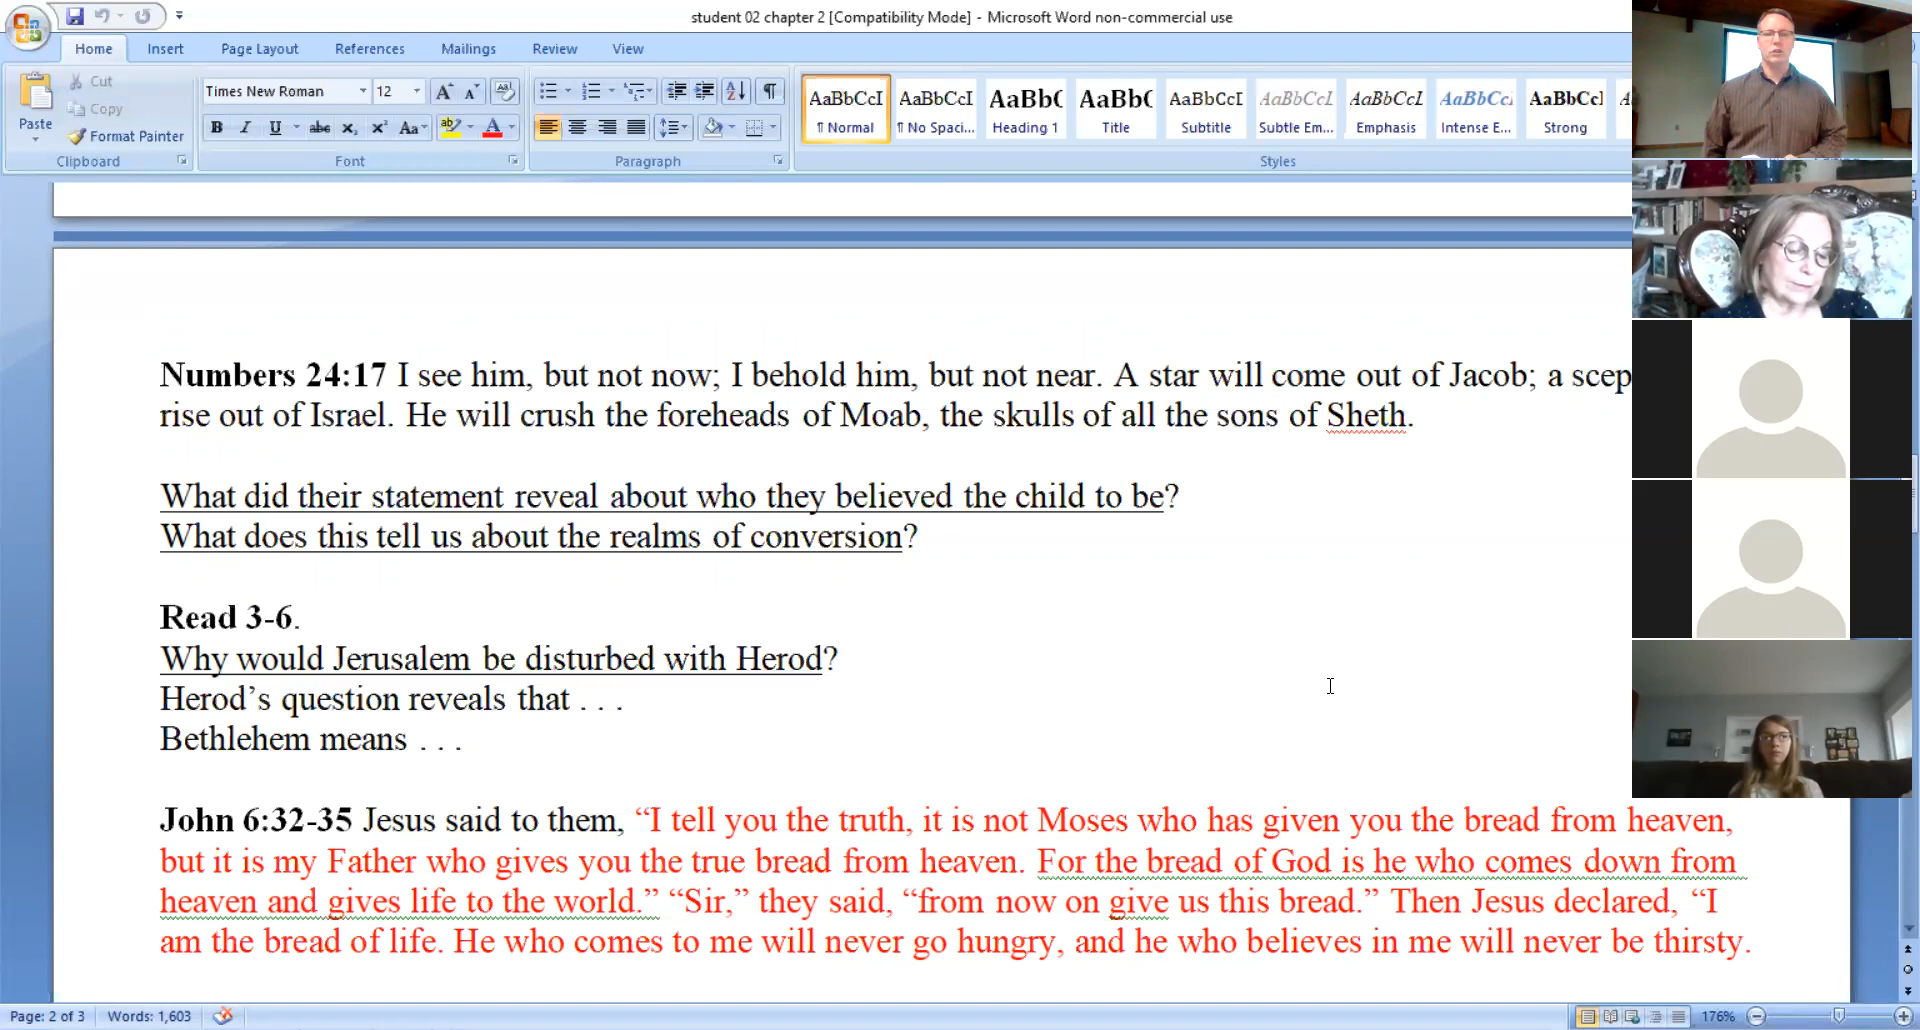 student 02 chapter 2 [Compatibility Mode] - Microsoft Word non-commercial use
Home Insert Page Layout References Mailings Review View
Paste
Cut
Copy
Format Painter
Clipboard
Times New Roman 12
Font
Paragraph
AaBbCcI AaBbCcI AaBb( AaBb( AaBbCcI AaBbCcI AaBbCcI AaBbCcI AaBbCcI
¶ Normal ¶ No Spaci... Heading 1 Title Subtitle Subtle Em... Emphasis Intense E... Strong
Styles
Numbers 24:17 I see him, but not now; I behold him, but not near. A star will come out of Jacob; a scep
rise out of Israel. He will crush the foreheads of Moab, the skulls of all the sons of Sheth.
What did their statement reveal about who they believed the child to be?
What does this tell us about the realms of conversion?
Read 3-6.
Why would Jerusalem be disturbed with Herod?
Herod’s question reveals that . . .
Bethlehem means . . .
John 6:32-35 Jesus said to them, “I tell you the truth, it is not Moses who has given you the bread from heaven,
but it is my Father who gives you the true bread from heaven. For the bread of God is he who comes down from
heaven and gives life to the world.” “Sir,” they said, “from now on give us this bread.” Then Jesus declared, “I
am the bread of life. He who comes to me will never go hungry, and he who believes in me will never be thirsty.
Page: 2 of 3 Words: 1,603 176%